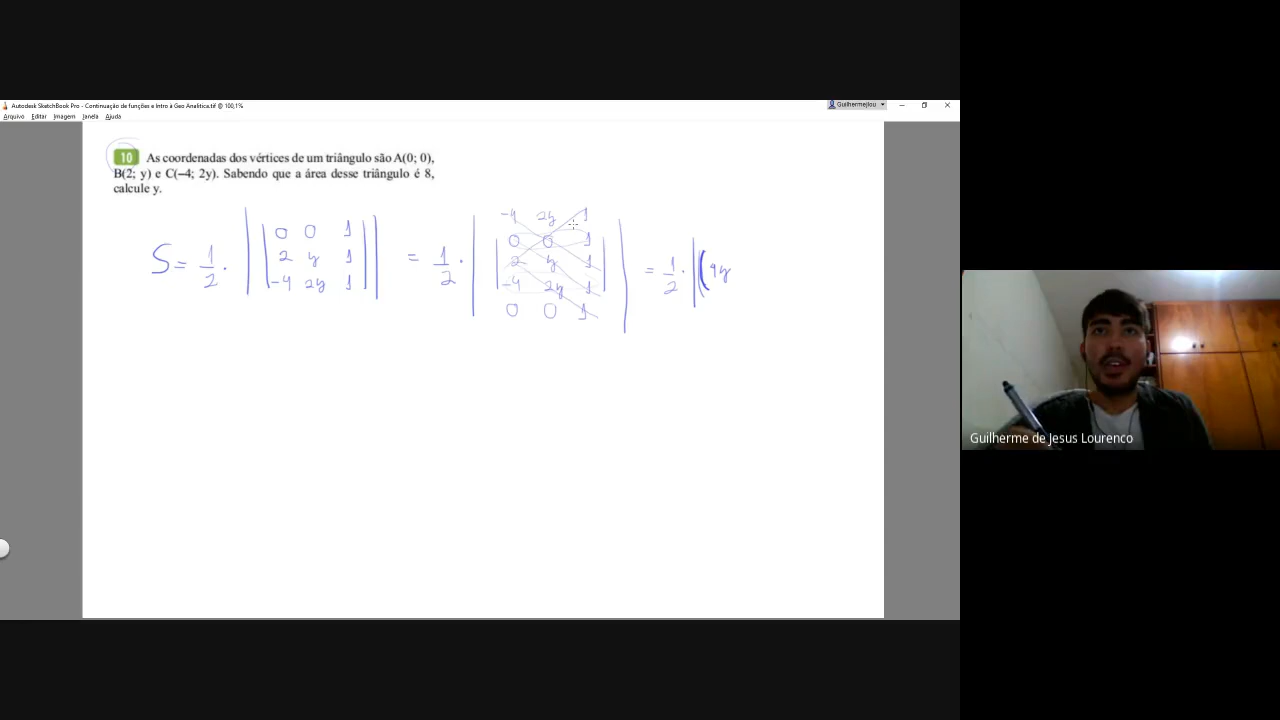 Autodesk SketchBook Pro - Continuação de funções e Intro à Geo Analitica.tif @ 100,1%
Guilhermejlou
Arquivo Editar Imagem Janela Ajuda
10 As coordenadas dos vértices de um triângulo são A(0; 0),
B(2; y) e C(–4; 2y). Sabendo que a área desse triângulo é 8,
calcule y.
-4 2y 1
0 0 1 0 0 1
S = 1/2 · 2 y 1 = 1/2 · 2 y 1 = 1/2 · |(4y
-4 2y 1 -4 2y 1
0 0 1
Guilherme de Jesus Lourenco